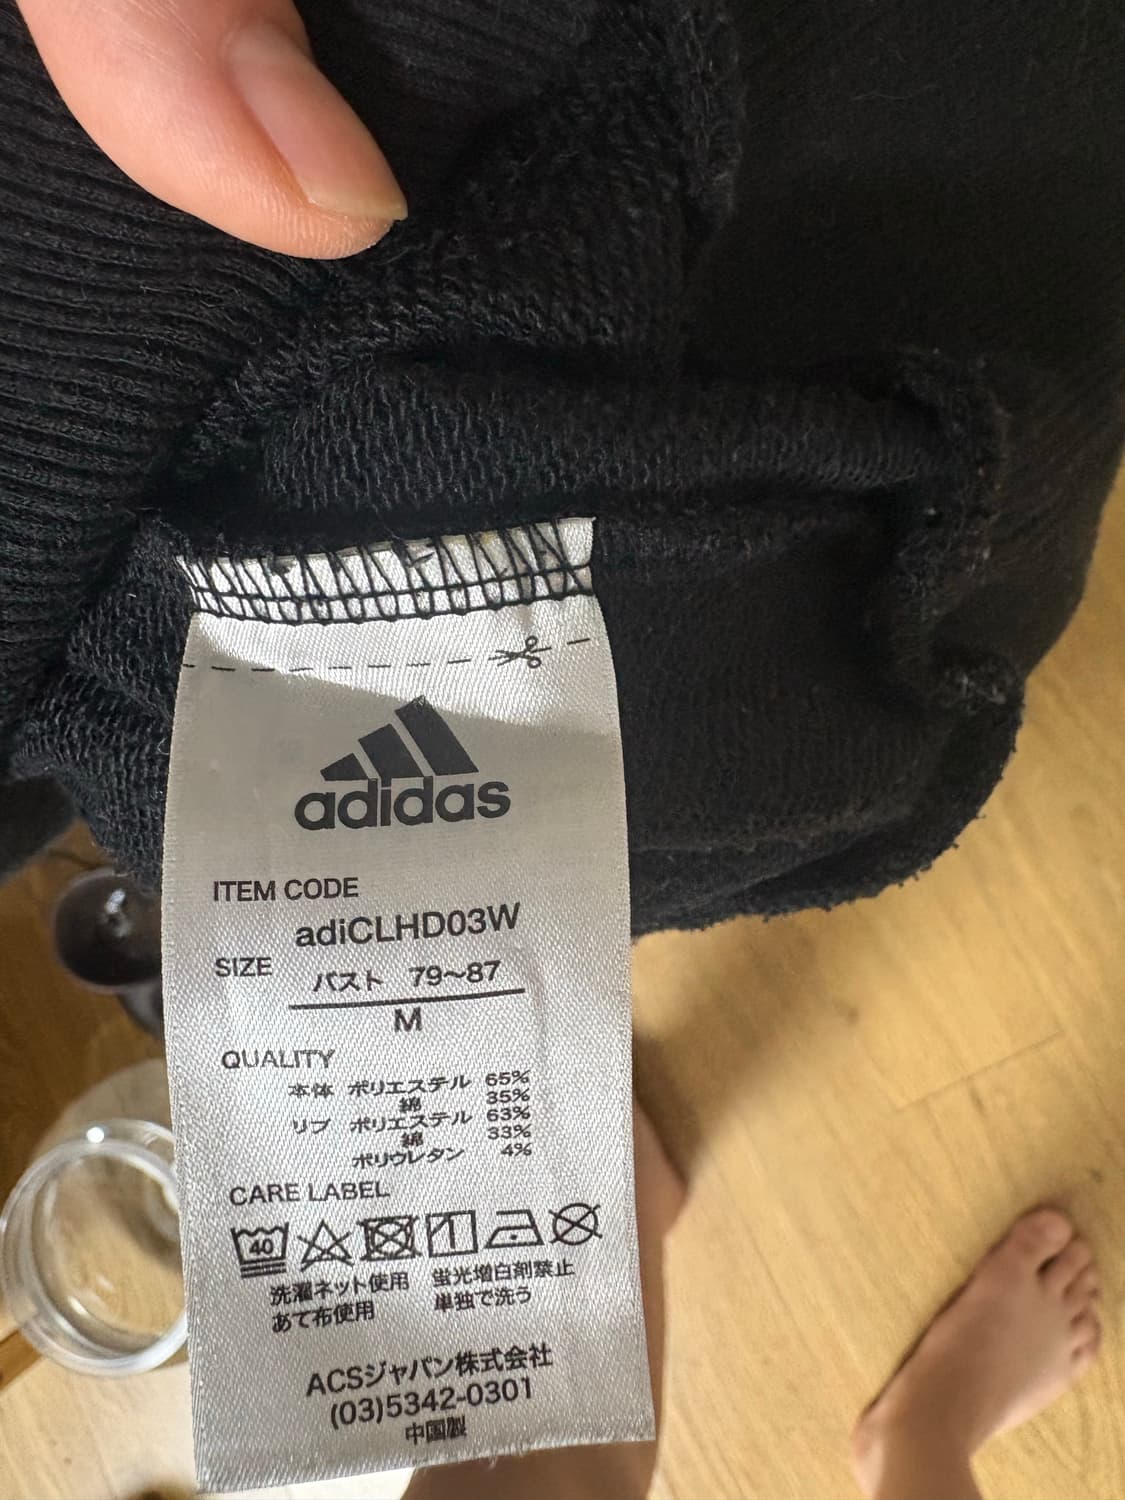 adidas
ITEM CODE
adiCLHD03W
SIZE
バスト 79～87
M
QUALITY
本体 ポリエステル 65%
綿 35%
リブ ポリエステル 63%
綿 33%
ポリウレタン 4%
CARE LABEL
40
洗濯ネット使用 蛍光増白剤禁止
あて布使用 単独で洗う
ACSジャパン株式会社
(03)5342-0301
中国製